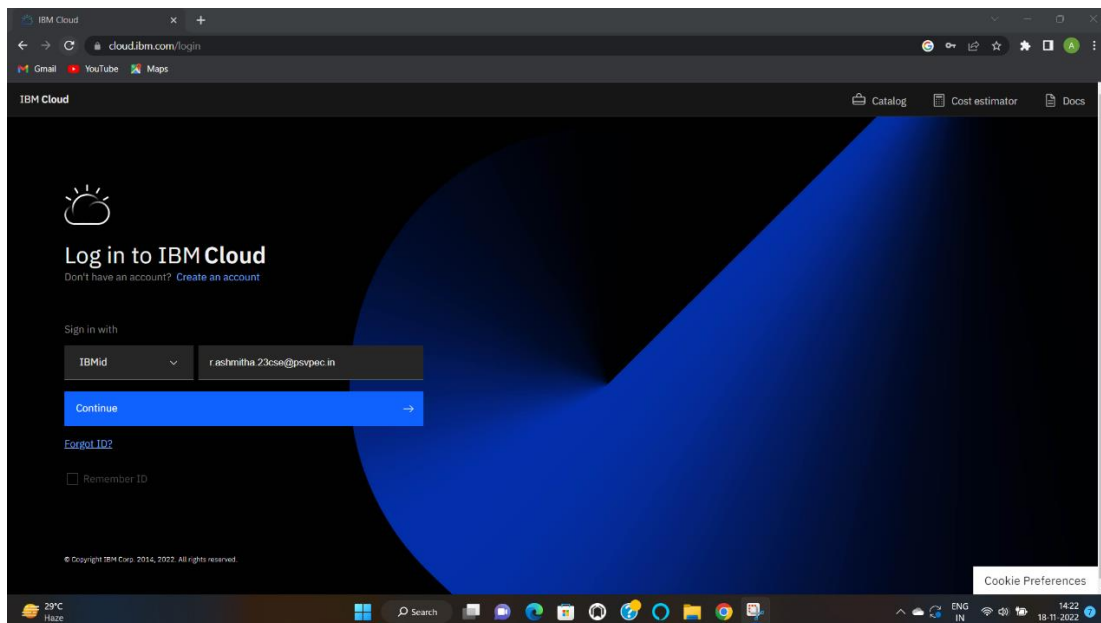 IBM Cloud
cloud.ibm.com/login
Gmail YouTube Maps
A
IBM Cloud
Catalog Cost estimator Docs
Log in to IBM Cloud
Don't have an account? Create an account
Sign in with
IBMid
r.ashmitha.23cse@psvpec.in
Continue
Forgot ID?
Remember ID
© Copyright IBM Corp. 2014, 2022. All rights reserved.
Cookie Preferences
29°C
Haze
Search
ENG
IN
14:22
18-11-2022
7